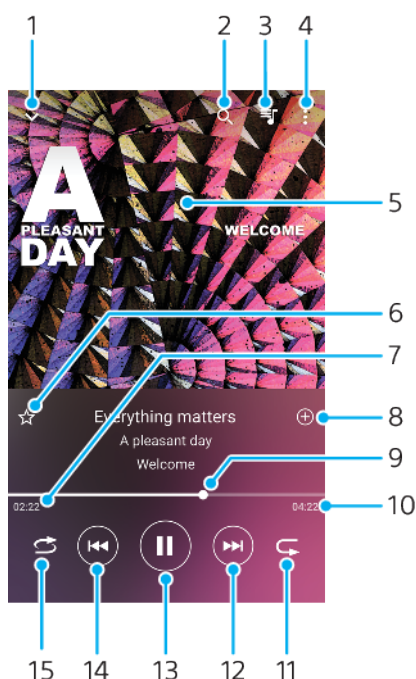 1
2
3
4
A
PLEASANT
DAY
WELCOME
5
6
7
Everything matters
8
A pleasant day
Welcome
9
02:22
04:22
10
15
14
13
12
11